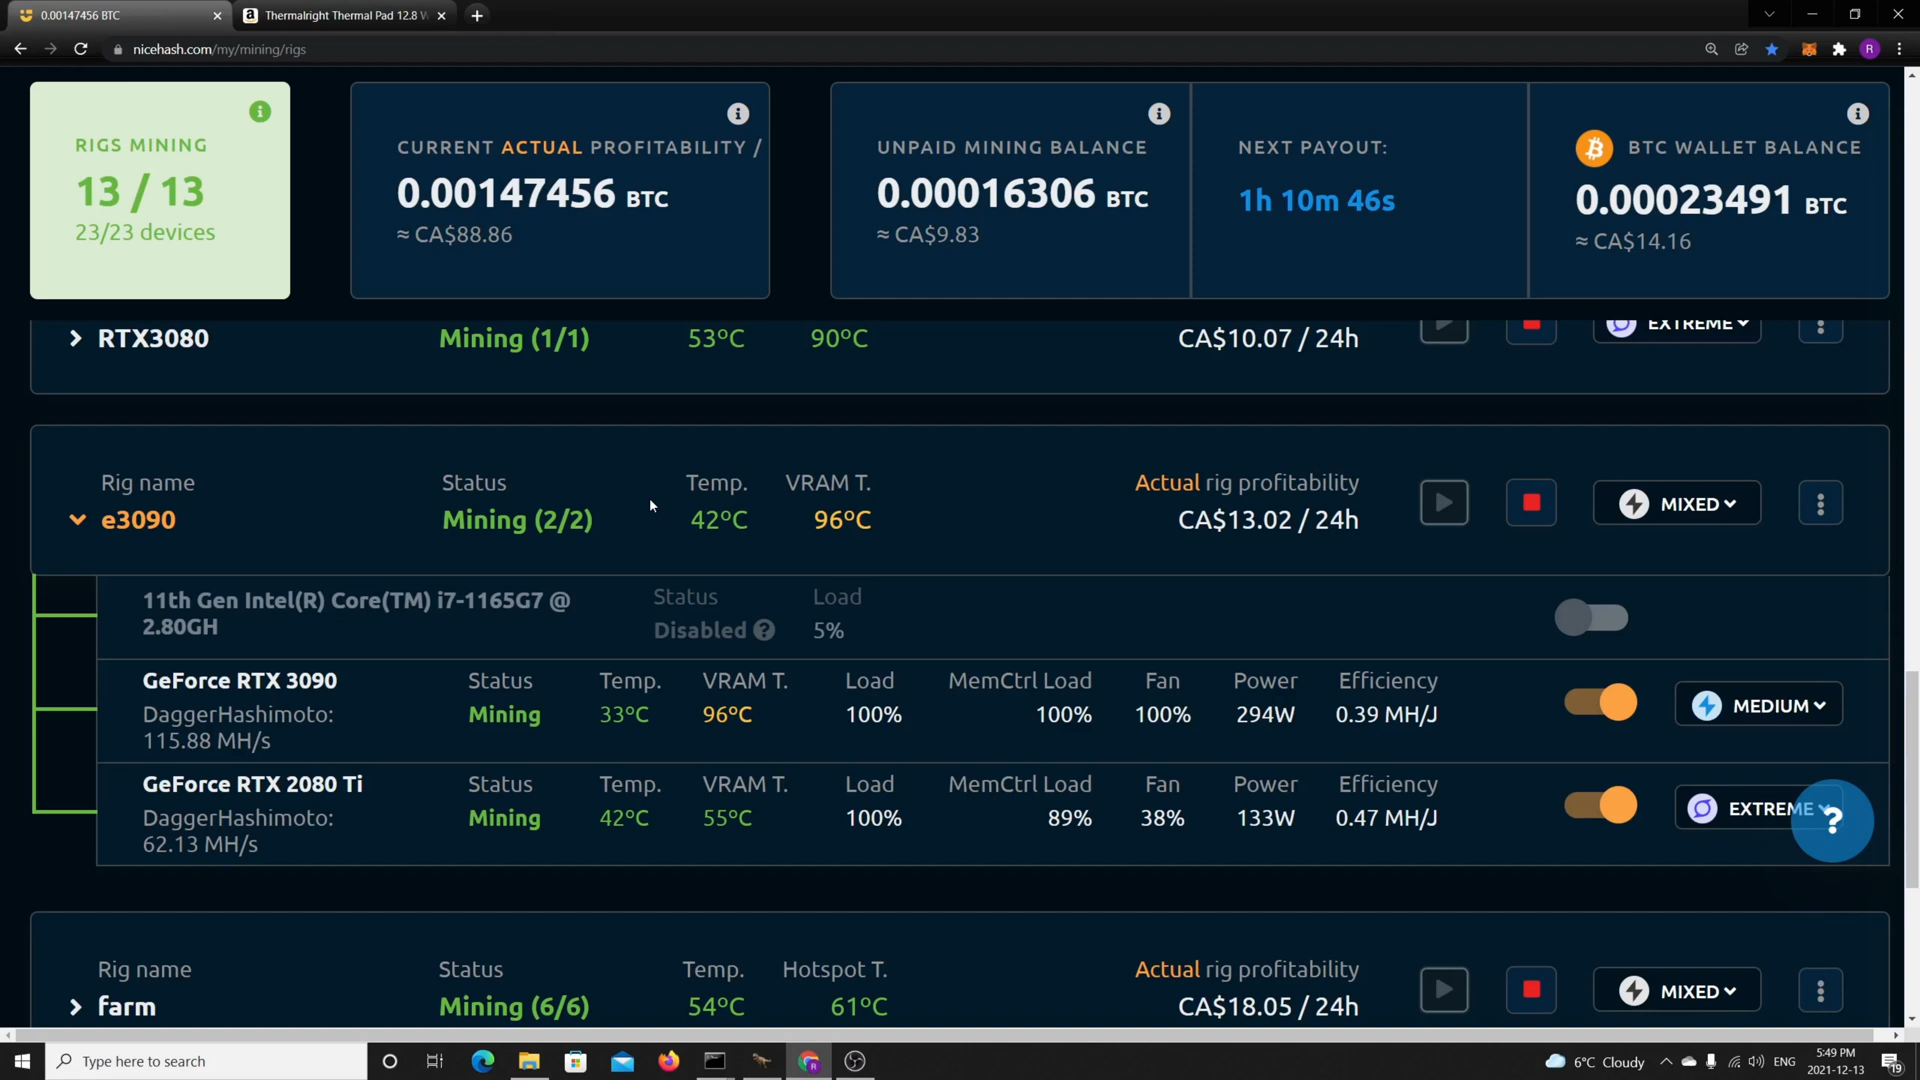 0.00147456 BTC
Thermalright Thermal Pad 12.8 W
nicehash.com/my/mining/rigs
R
RIGS MINING
13 / 13
23/23 devices
CURRENT ACTUAL PROFITABILITY /
0.00147456 BTC
≈ CA$88.86
UNPAID MINING BALANCE
0.00016306 BTC
≈ CA$9.83
NEXT PAYOUT:
1h 10m 46s
BTC WALLET BALANCE
0.00023491 BTC
≈ CA$14.16
RTX3080 Mining (1/1) 53°C 90°C CA$10.07 / 24h EXTREME
Rig name Status Temp. VRAM T. Actual rig profitability
e3090 Mining (2/2) 42°C 96°C CA$13.02 / 24h MIXED
11th Gen Intel(R) Core(TM) i7-1165G7 @ 2.80GH
Status Load
Disabled ? 5%
GeForce RTX 3090 Status Temp. VRAM T. Load MemCtrl Load Fan Power Efficiency
DaggerHashimoto: Mining 33°C 96°C 100% 100% 100% 294W 0.39 MH/J MEDIUM
115.88 MH/s
GeForce RTX 2080 Ti Status Temp. VRAM T. Load MemCtrl Load Fan Power Efficiency
DaggerHashimoto: Mining 42°C 55°C 100% 89% 38% 133W 0.47 MH/J EXTREME
62.13 MH/s
?
Rig name Status Temp. Hotspot T. Actual rig profitability
farm Mining (6/6) 54°C 61°C CA$18.05 / 24h MIXED
Type here to search
6°C Cloudy
ENG
5:49 PM
2021-12-13
19